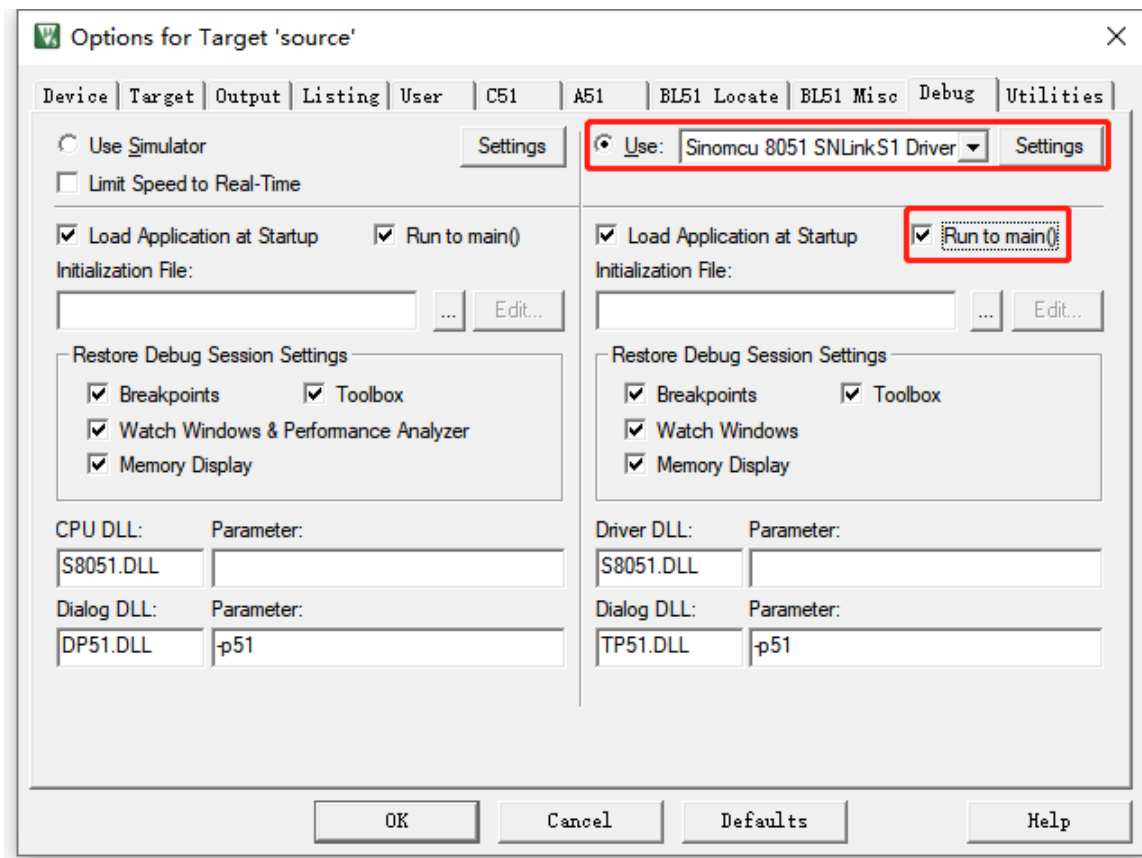 Options for Target 'source'
Device Target Output Listing User C51 A51 BL51 Locate BL51 Misc Debug Utilities
Use Simulator Settings Use: Sinomcu 8051 SNLinkS1 Driver Settings
Limit Speed to Real-Time
Load Application at Startup Run to main() Load Application at Startup Run to main()
Initialization File: Initialization File:
... Edit... ... Edit...
Restore Debug Session Settings Restore Debug Session Settings
Breakpoints Toolbox Breakpoints Toolbox
Watch Windows & Performance Analyzer Watch Windows
Memory Display Memory Display
CPU DLL: Parameter: Driver DLL: Parameter:
S8051.DLL S8051.DLL
Dialog DLL: Parameter: Dialog DLL: Parameter:
DP51.DLL -p51 TP51.DLL -p51
OK Cancel Defaults Help